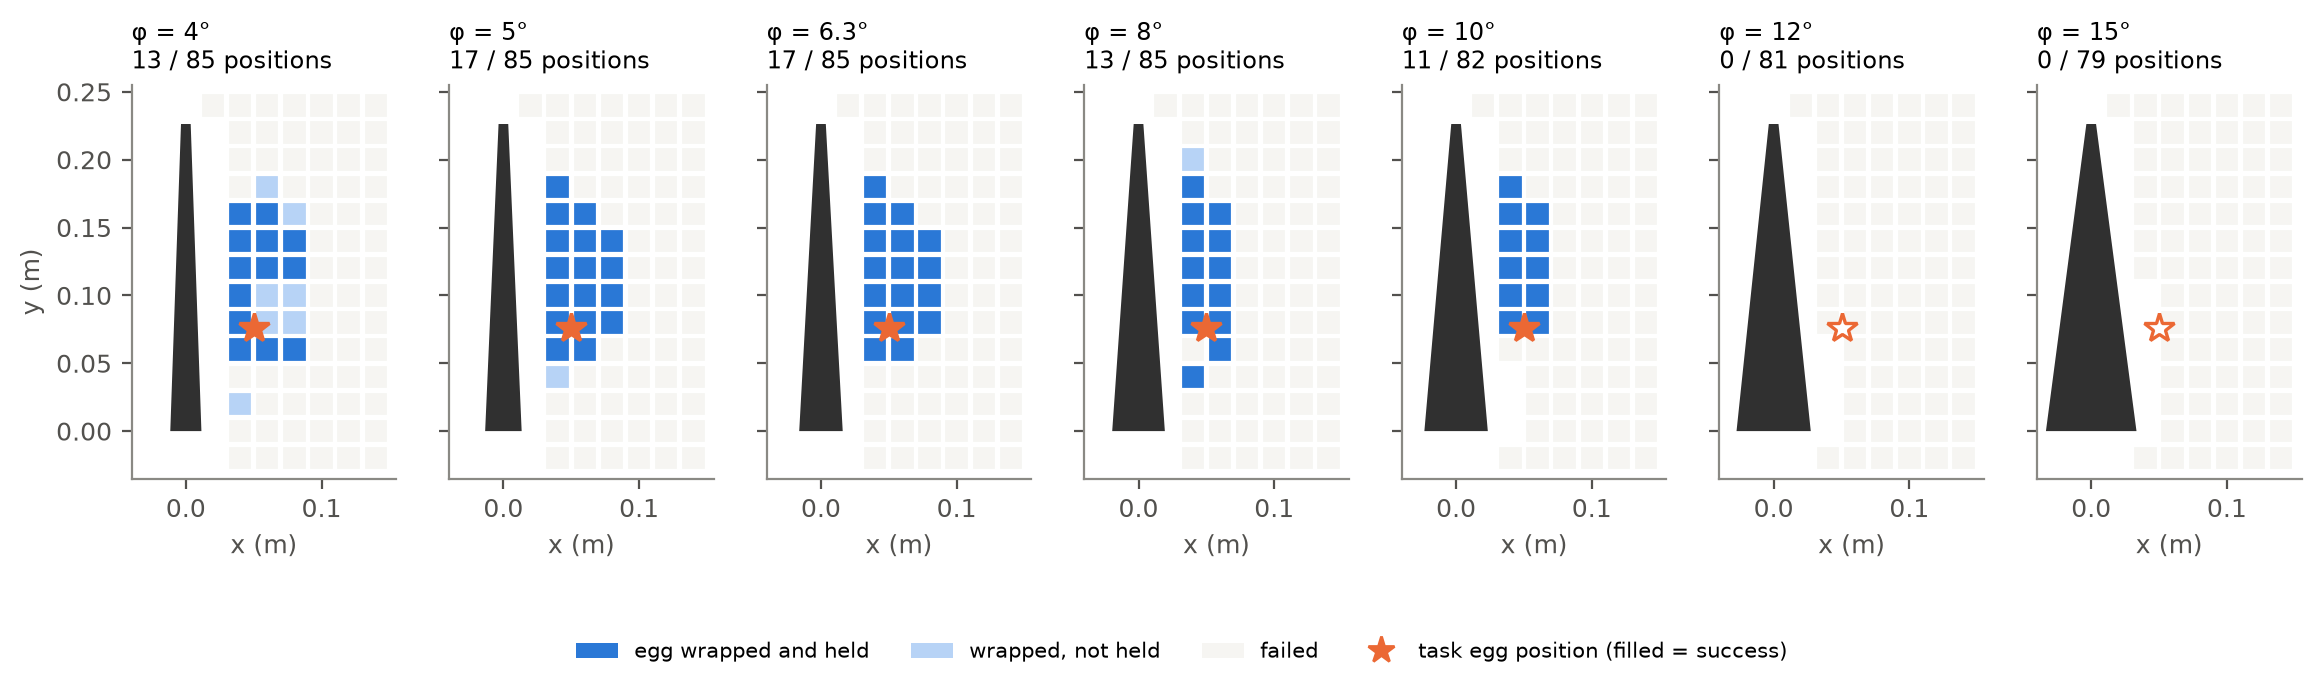 φ = 4°
13 / 85 positions
φ = 5°
17 / 85 positions
φ = 6.3°
17 / 85 positions
φ = 8°
13 / 85 positions
φ = 10°
11 / 82 positions
φ = 12°
0 / 81 positions
φ = 15°
0 / 79 positions
y (m)
0.25
0.20
0.15
0.10
0.05
0.00
0.0 0.1
x (m)
0.0 0.1
x (m)
0.0 0.1
x (m)
0.0 0.1
x (m)
0.0 0.1
x (m)
0.0 0.1
x (m)
0.0 0.1
x (m)
egg wrapped and held
wrapped, not held
failed
task egg position (filled = success)